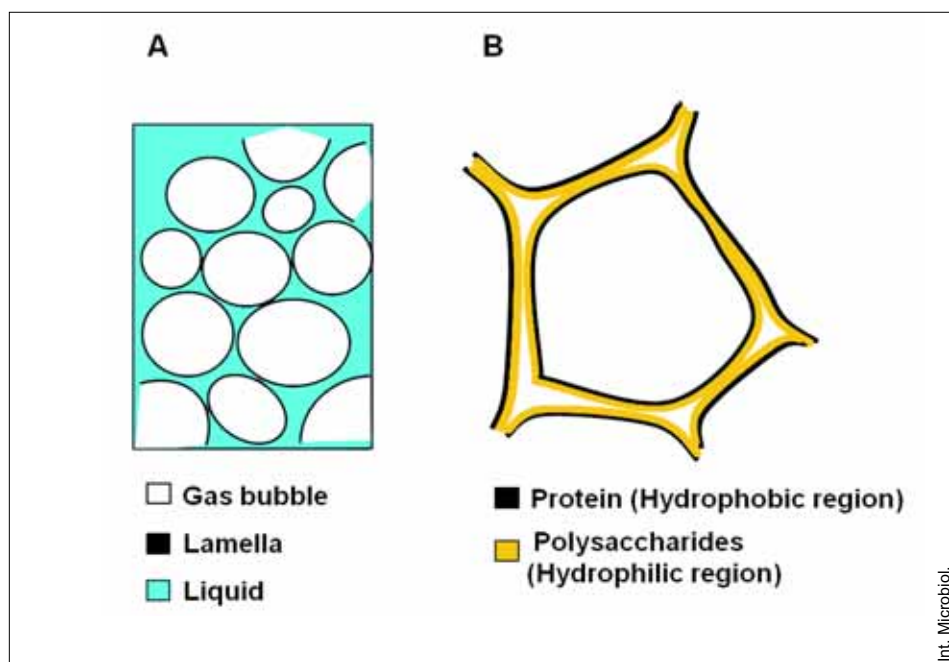 A
B
Gas bubble
Lamella
Liquid
Protein (Hydrophobic region)
Polysaccharides
(Hydrophilic region)
Int. Microbiol.